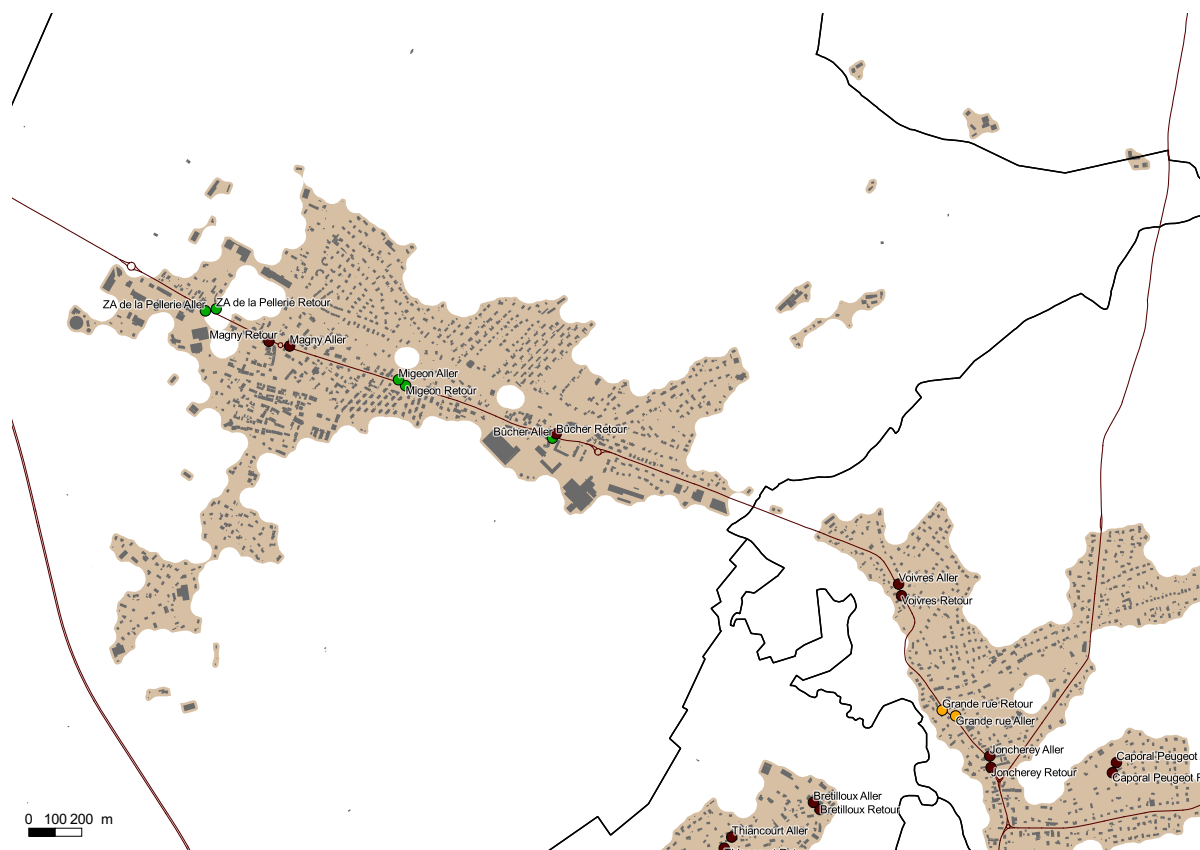 ZA de la Pellerie Aller
ZA de la Pellerie Retour
Magny Retour
Magny Aller
Migeon Aller
Migeon Retour
Bûcher Aller
Bûcher Retour
Voivres Aller
Voivres Retour
Grande rue Retour
Grande rue Aller
Joncherey Aller
Joncherey Retour
Caporal Peugeot
Caporal Peugeot R
Bretilloux Aller
Bretilloux Retour
Thiancourt Aller
0 100 200 m